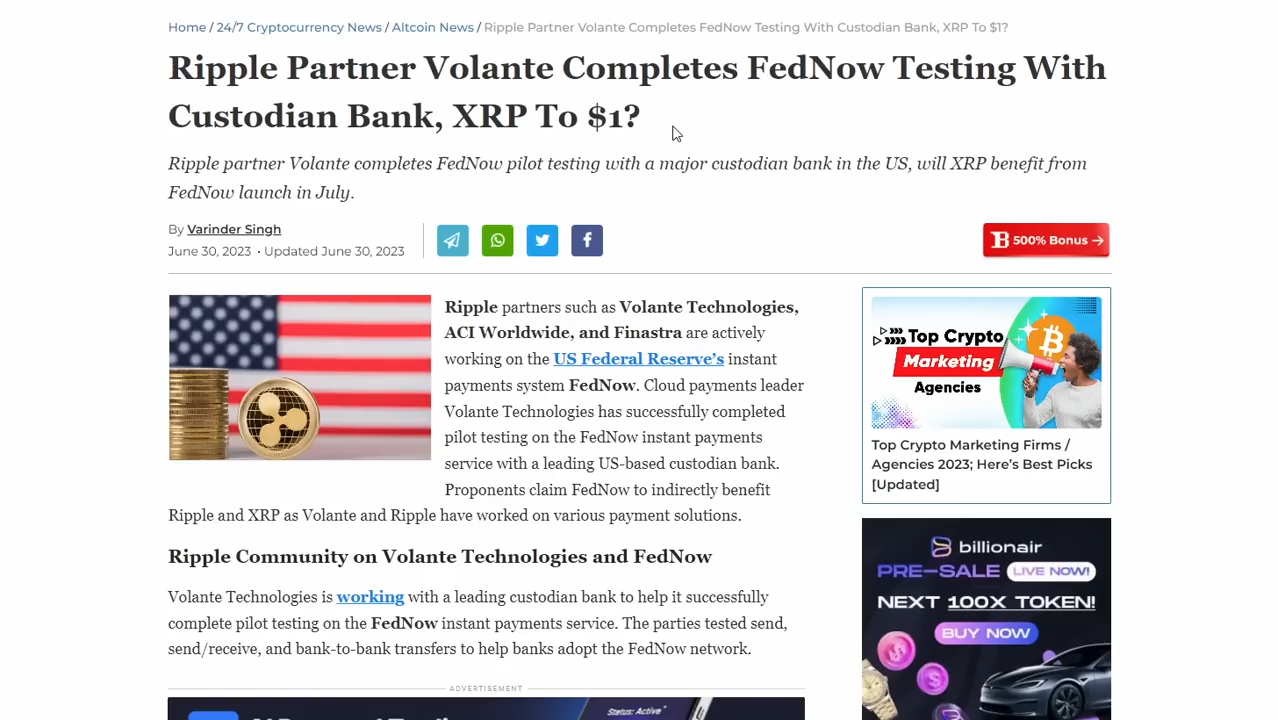 Home / 24/7 Cryptocurrency News / Altcoin News / Ripple Partner Volante Completes FedNow Testing With Custodian Bank, XRP To $1?
Ripple Partner Volante Completes FedNow Testing With
Custodian Bank, XRP To $1?
Ripple partner Volante completes FedNow pilot testing with a major custodian bank in the US, will XRP benefit from
FedNow launch in July.
By Varinder Singh
June 30, 2023 • Updated June 30, 2023
500% Bonus →
Ripple partners such as Volante Technologies,
ACI Worldwide, and Finastra are actively
working on the US Federal Reserve's instant
payments system FedNow. Cloud payments leader
Volante Technologies has successfully completed
pilot testing on the FedNow instant payments
service with a leading US-based custodian bank.
Proponents claim FedNow to indirectly benefit
Ripple and XRP as Volante and Ripple have worked on various payment solutions.
Ripple Community on Volante Technologies and FedNow
Volante Technologies is working with a leading custodian bank to help it successfully
complete pilot testing on the FedNow instant payments service. The parties tested send,
send/receive, and bank-to-bank transfers to help banks adopt the FedNow network.
ADVERTISEMENT
Status: Active
Top Crypto
Marketing
Agencies
Top Crypto Marketing Firms /
Agencies 2023; Here's Best Picks
[Updated]
billionair
PRE-SALE LIVE NOW!
NEXT 100X TOKEN!
BUY NOW